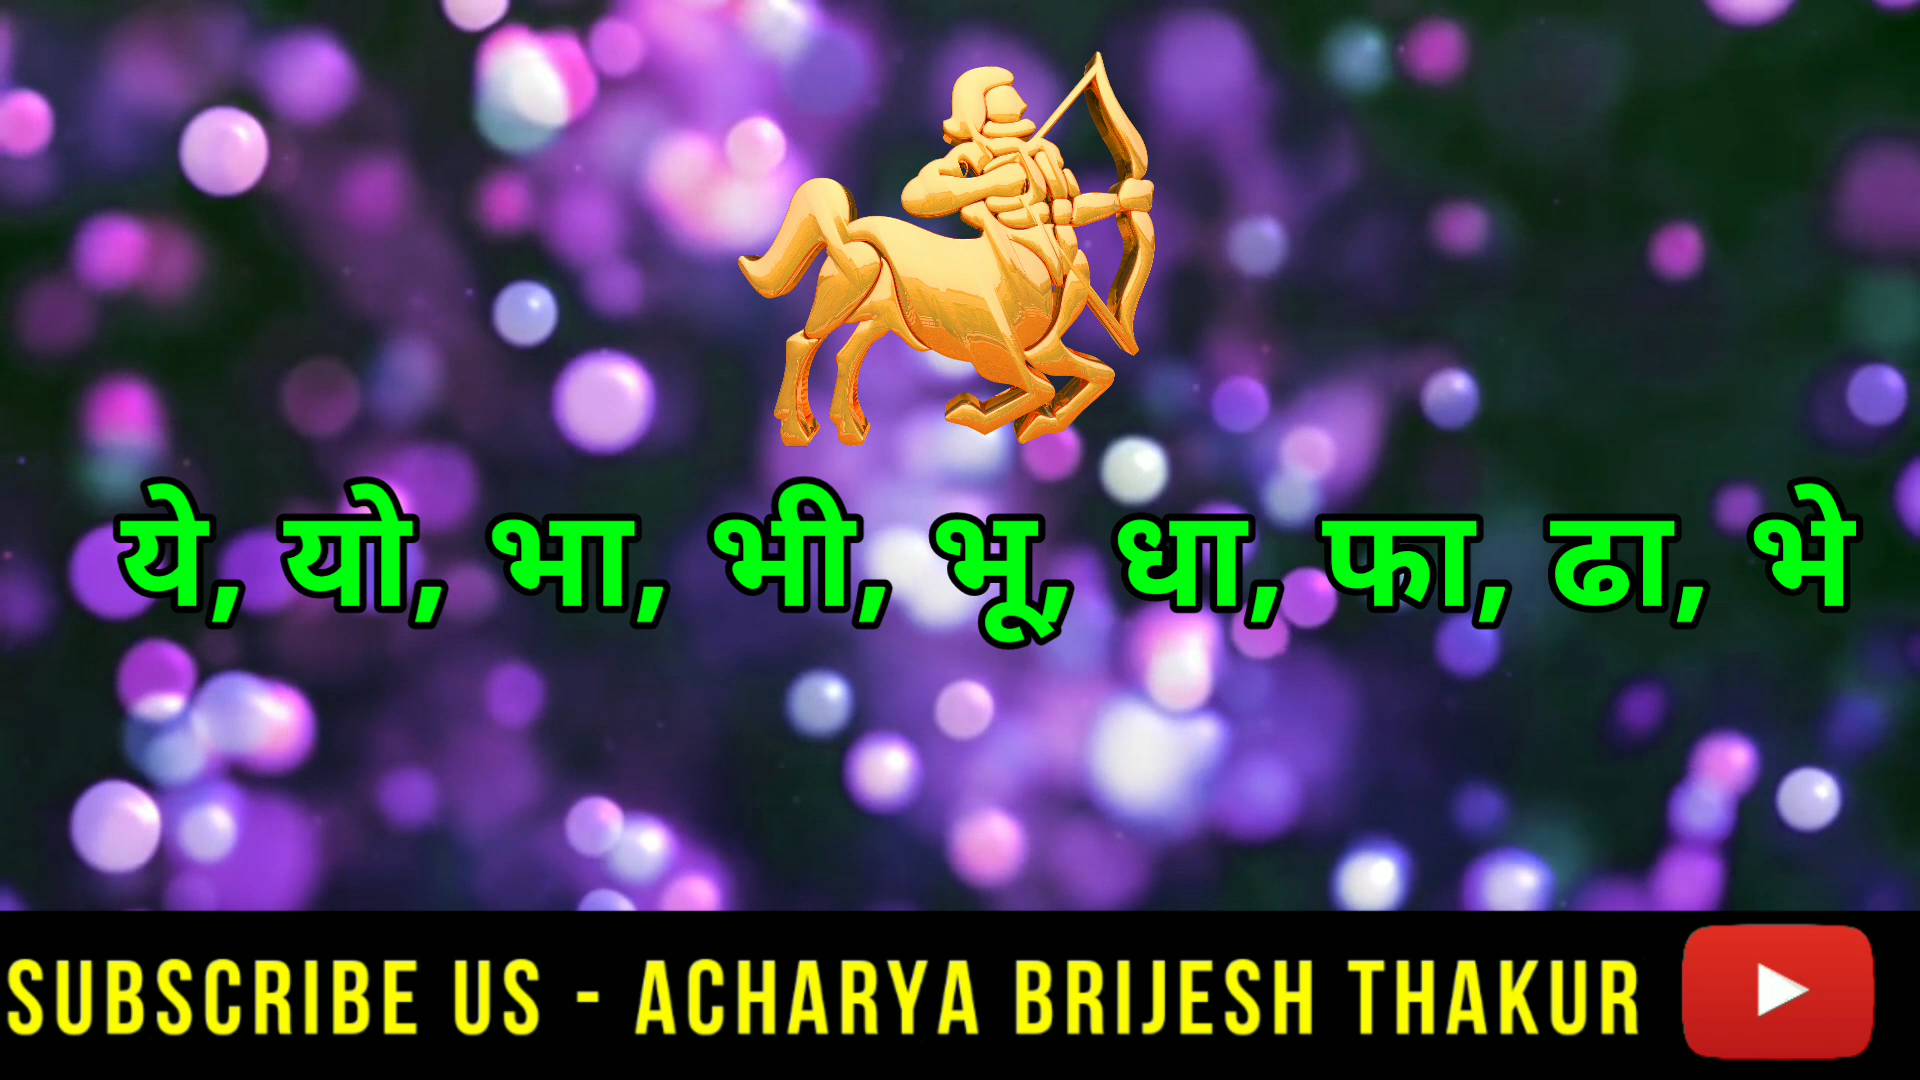 ये, यो, भा, भी, भू, धा, फा, ढा, भे
SUBSCRIBE US - ACHARYA BRIJESH THAKUR